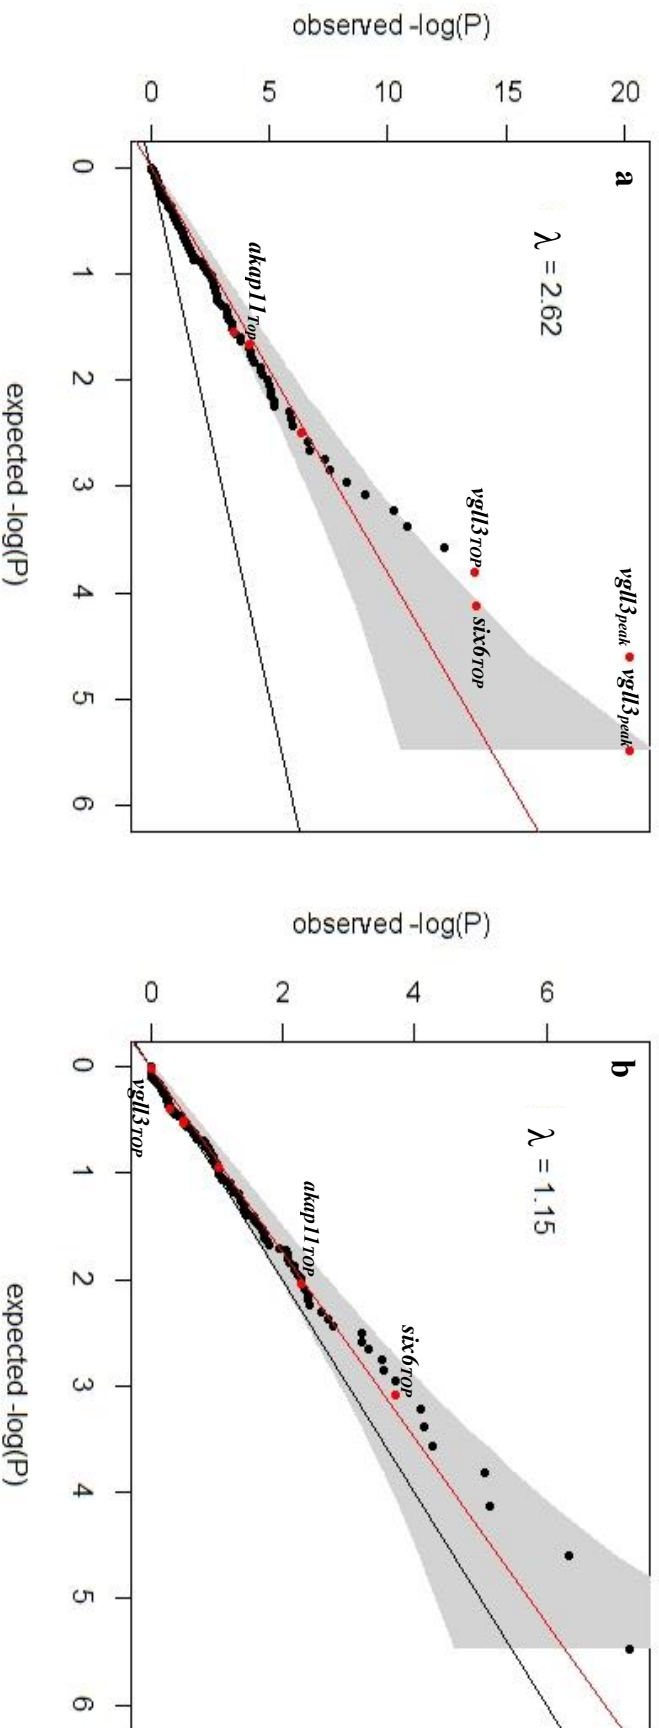 a
λ = 2.62
observed -log(P)
0 5 10 15 20
akap11Top
vgll3TOP
six6TOP
vgll3peak
vgll3peak
0 1 2 3 4 5 6
expected -log(P)
b
λ = 1.15
observed -log(P)
0 2 4 6
vgll3TOP
akap11TOP
six6TOP
0 1 2 3 4 5 6
expected -log(P)